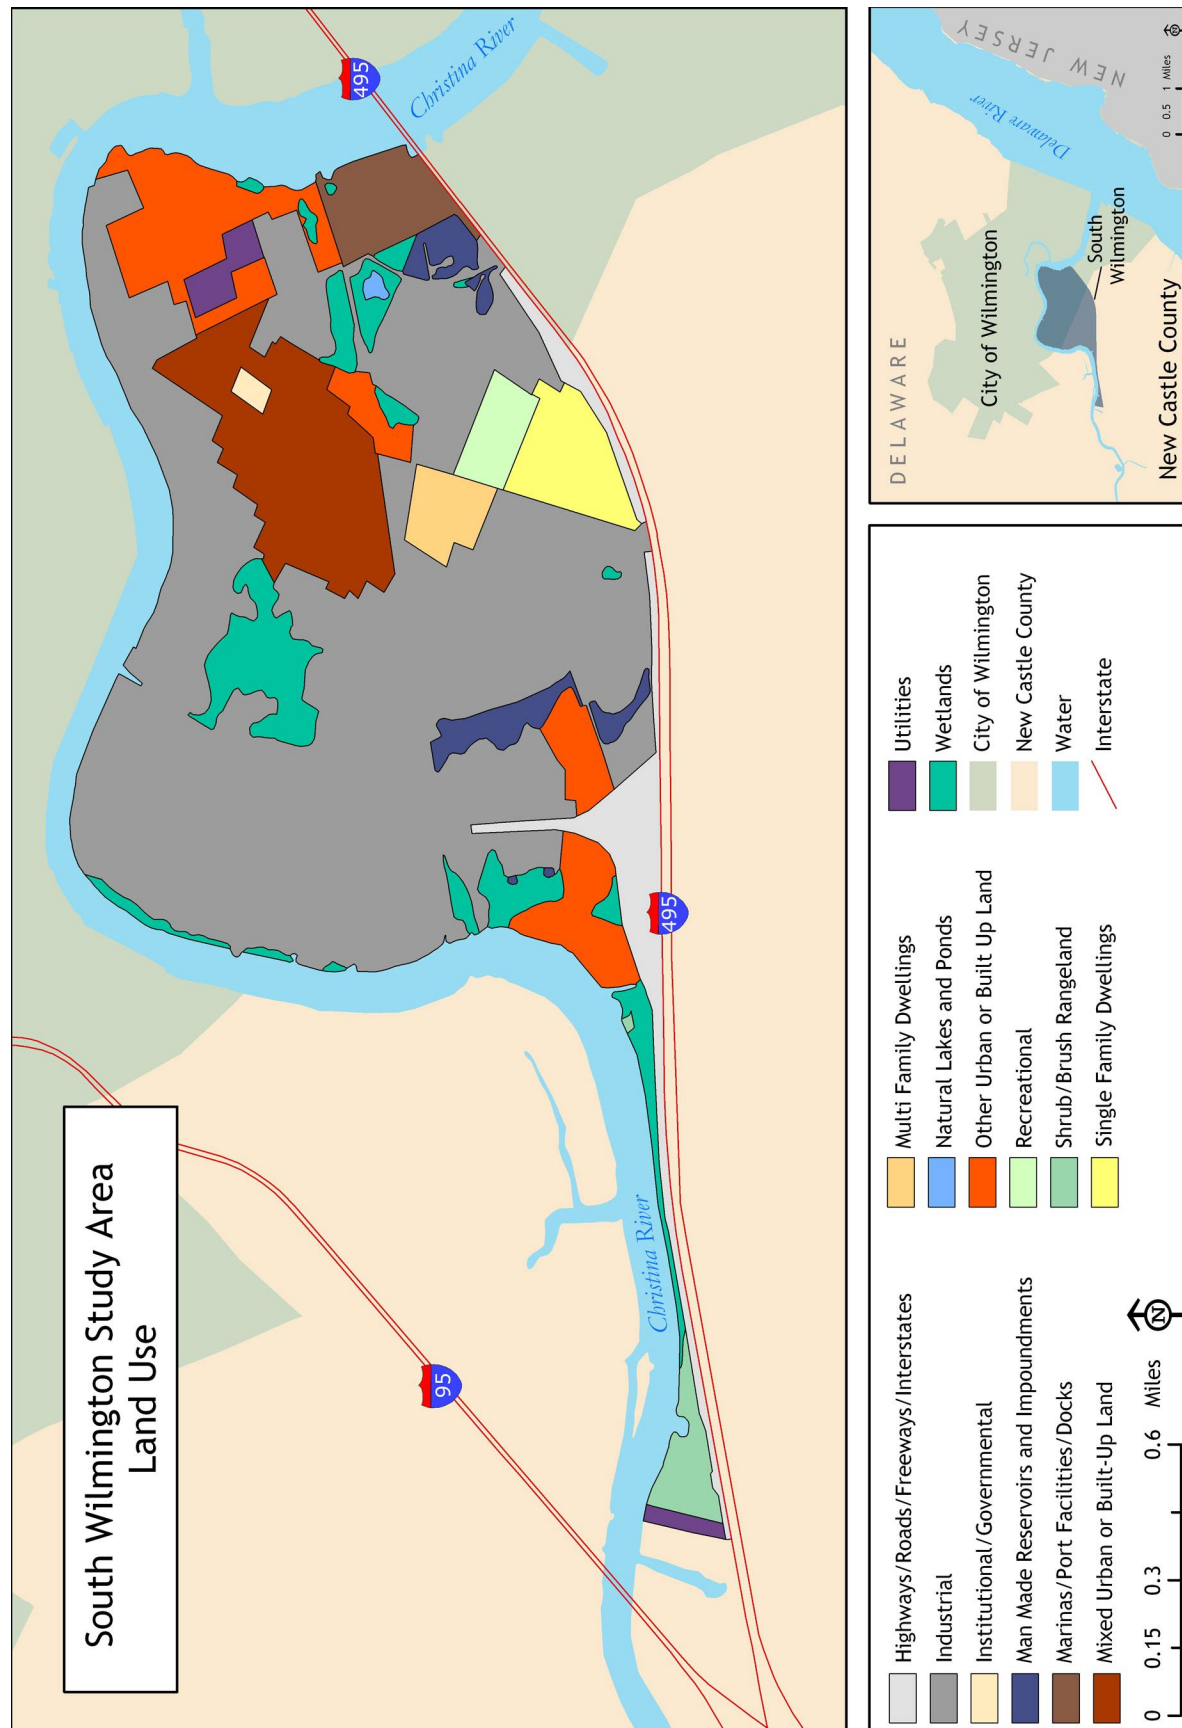 South Wilmington Study Area
Land Use
95
495
495
Christina River
Christina River
Highways/Roads/Freeways/Interstates
Industrial
Institutional/Governmental
Man Made Reservoirs and Impoundments
Marinas/Port Facilities/Docks
Mixed Urban or Built-Up Land
Multi Family Dwellings
Natural Lakes and Ponds
Other Urban or Built Up Land
Recreational
Shrub/Brush Rangeland
Single Family Dwellings
Utilities
Wetlands
City of Wilmington
New Castle County
Water
Interstate
0 0.15 0.3 0.6 Miles
N
DELAWARE
NEW JERSEY
City of Wilmington
Delaware River
South
Wilmington
New Castle County
0 0.5 1 Miles
N